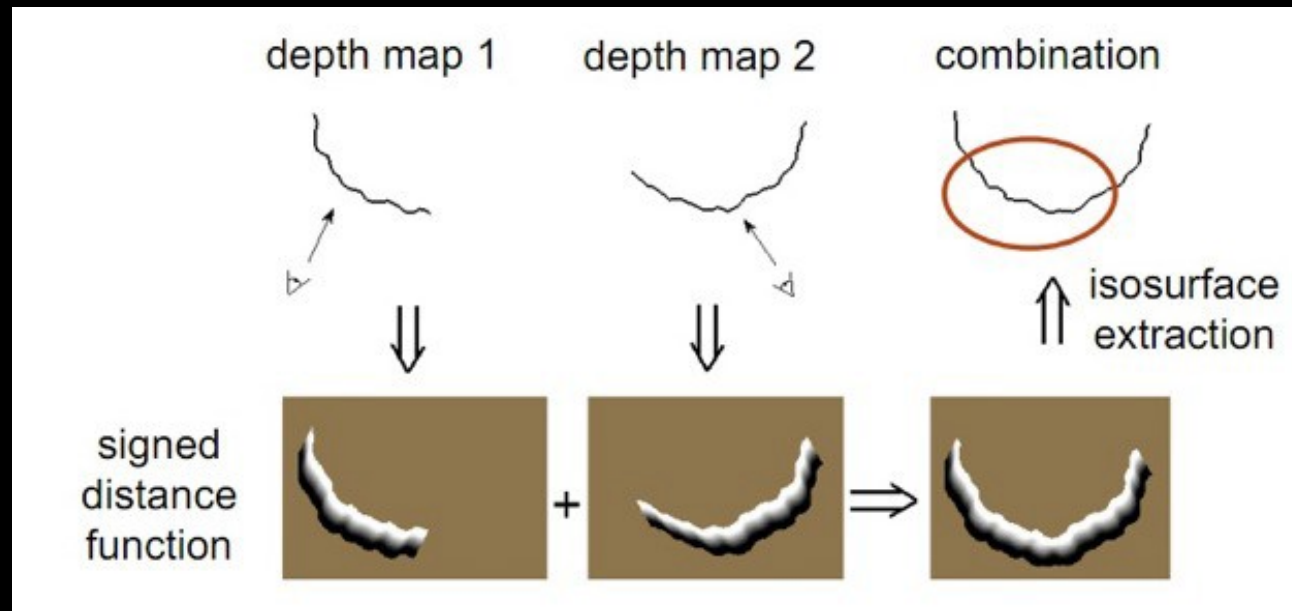 depth map 1
depth map 2
combination
isosurface
extraction
signed
distance
function
+